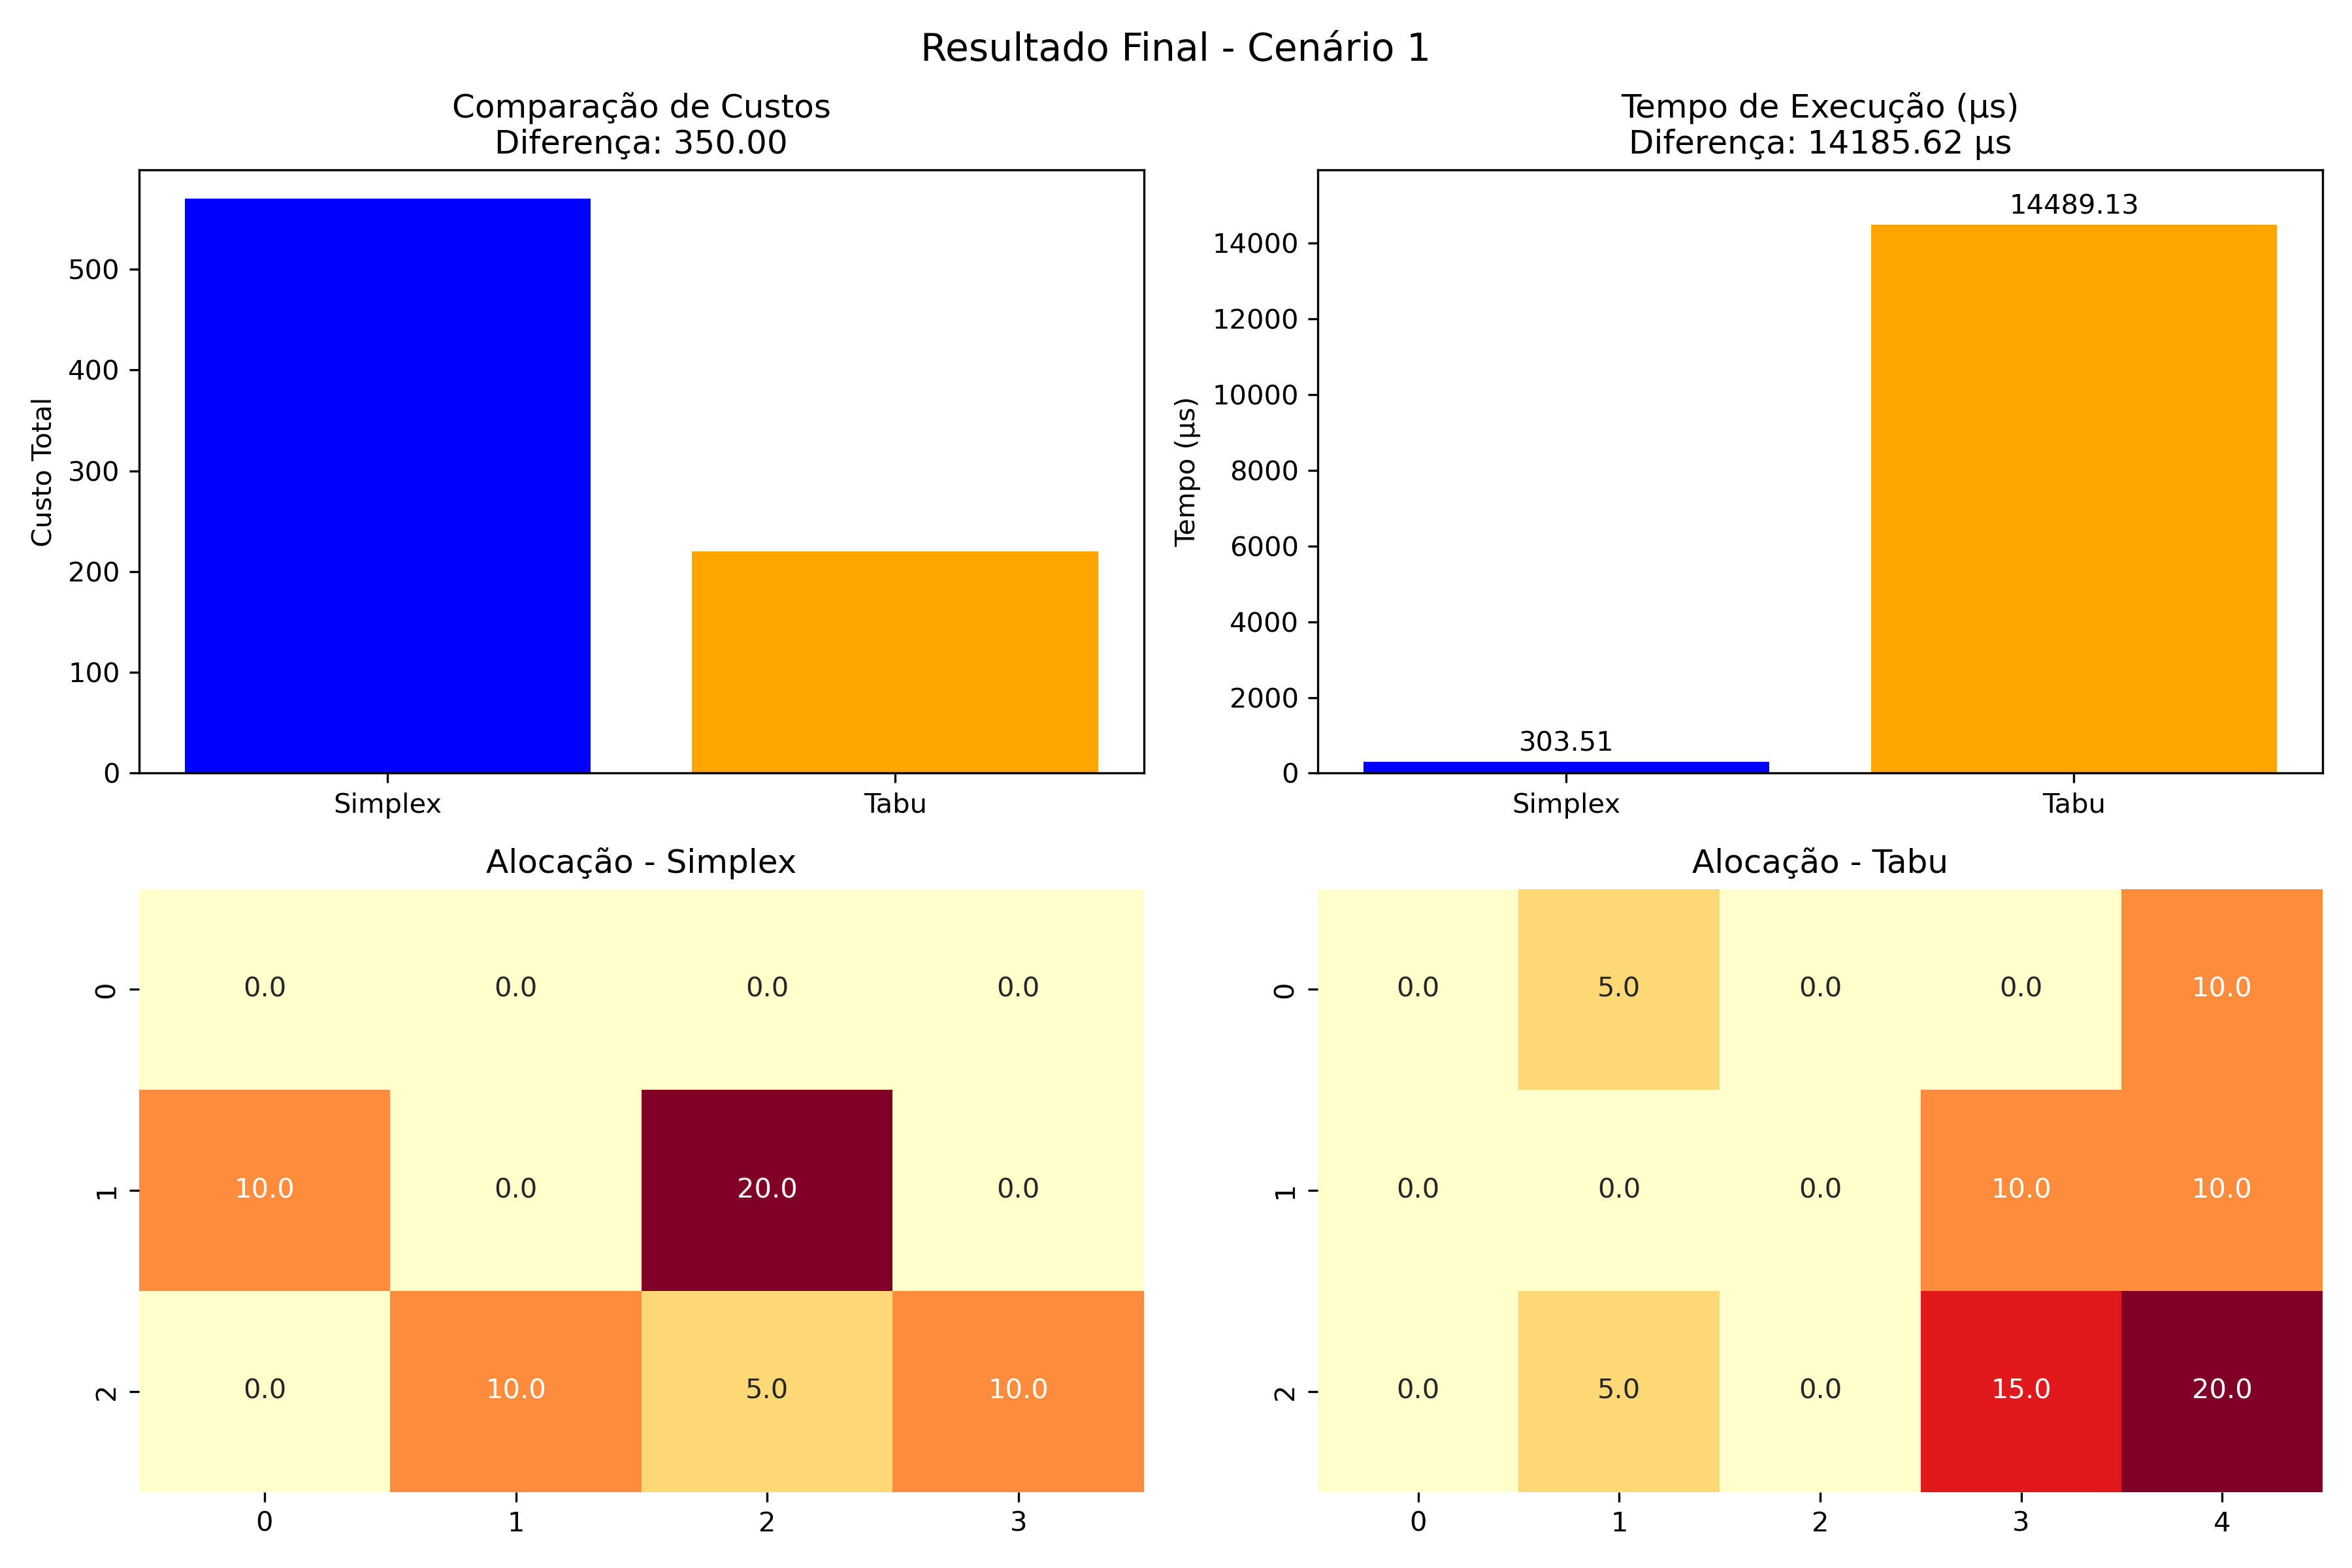 Resultado Final - Cenário 1
Comparação de Custos
Diferença: 350.00
Custo Total
500
400
300
200
100
0
Simplex
Tabu
Tempo de Execução (µs)
Diferença: 14185.62 µs
Tempo (µs)
14000
12000
10000
8000
6000
4000
2000
0
303.51
14489.13
Simplex
Tabu
Alocação - Simplex
0
0.0 0.0 0.0 0.0
1
10.0 0.0 20.0 0.0
2
0.0 10.0 5.0 10.0
0 1 2 3
Alocação - Tabu
0
0.0 5.0 0.0 0.0 10.0
1
0.0 0.0 0.0 10.0 10.0
2
0.0 5.0 0.0 15.0 20.0
0 1 2 3 4